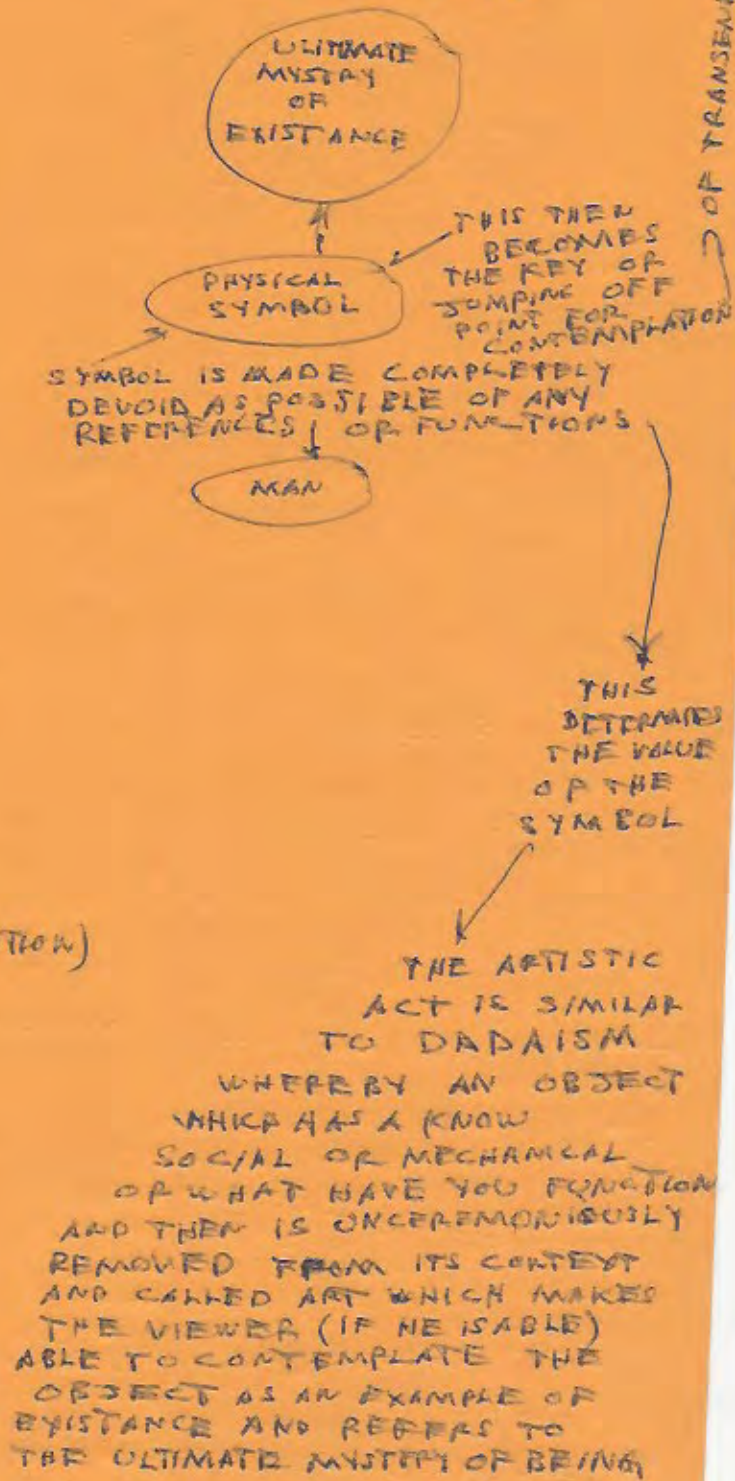 ULITMATE
MYSTRY
OF
EXISTANCE
PHYSICAL
SYMBOL
THIS THEN
BECOMES
THE KEY OR
JUMPING OFF
POINT FOR
CONTEMPLATION
OF TRANSEN
SYMBOL IS MADE COMPLETELY
DEVOID AS POSSIBLE OF ANY
REFERENCES OR FUNCTIONS
MAN
THIS
DETERMATES
THE VALUE
OF THE
SYMBOL
TION)
THE ARTISTIC
ACT IS SIMILAR
TO DADAISM
WHEREBY AN OBJECT
WHICH HAS A KNOW
SOCIAL OR MECHANICAL
OR WHAT HAVE YOU FUNCTION
AND THEN IS UNCEREMONIOUSLY
REMOVED FROM ITS CONTEXT
AND CALLED ART WHICH MAKES
THE VIEWER (IF HE IS ABLE)
ABLE TO CONTEMPLATE THE
OBJECT AS AN EXAMPLE OF
EXISTANCE AND REFERS TO
THE ULTIMATE MYSTERY OF BEING